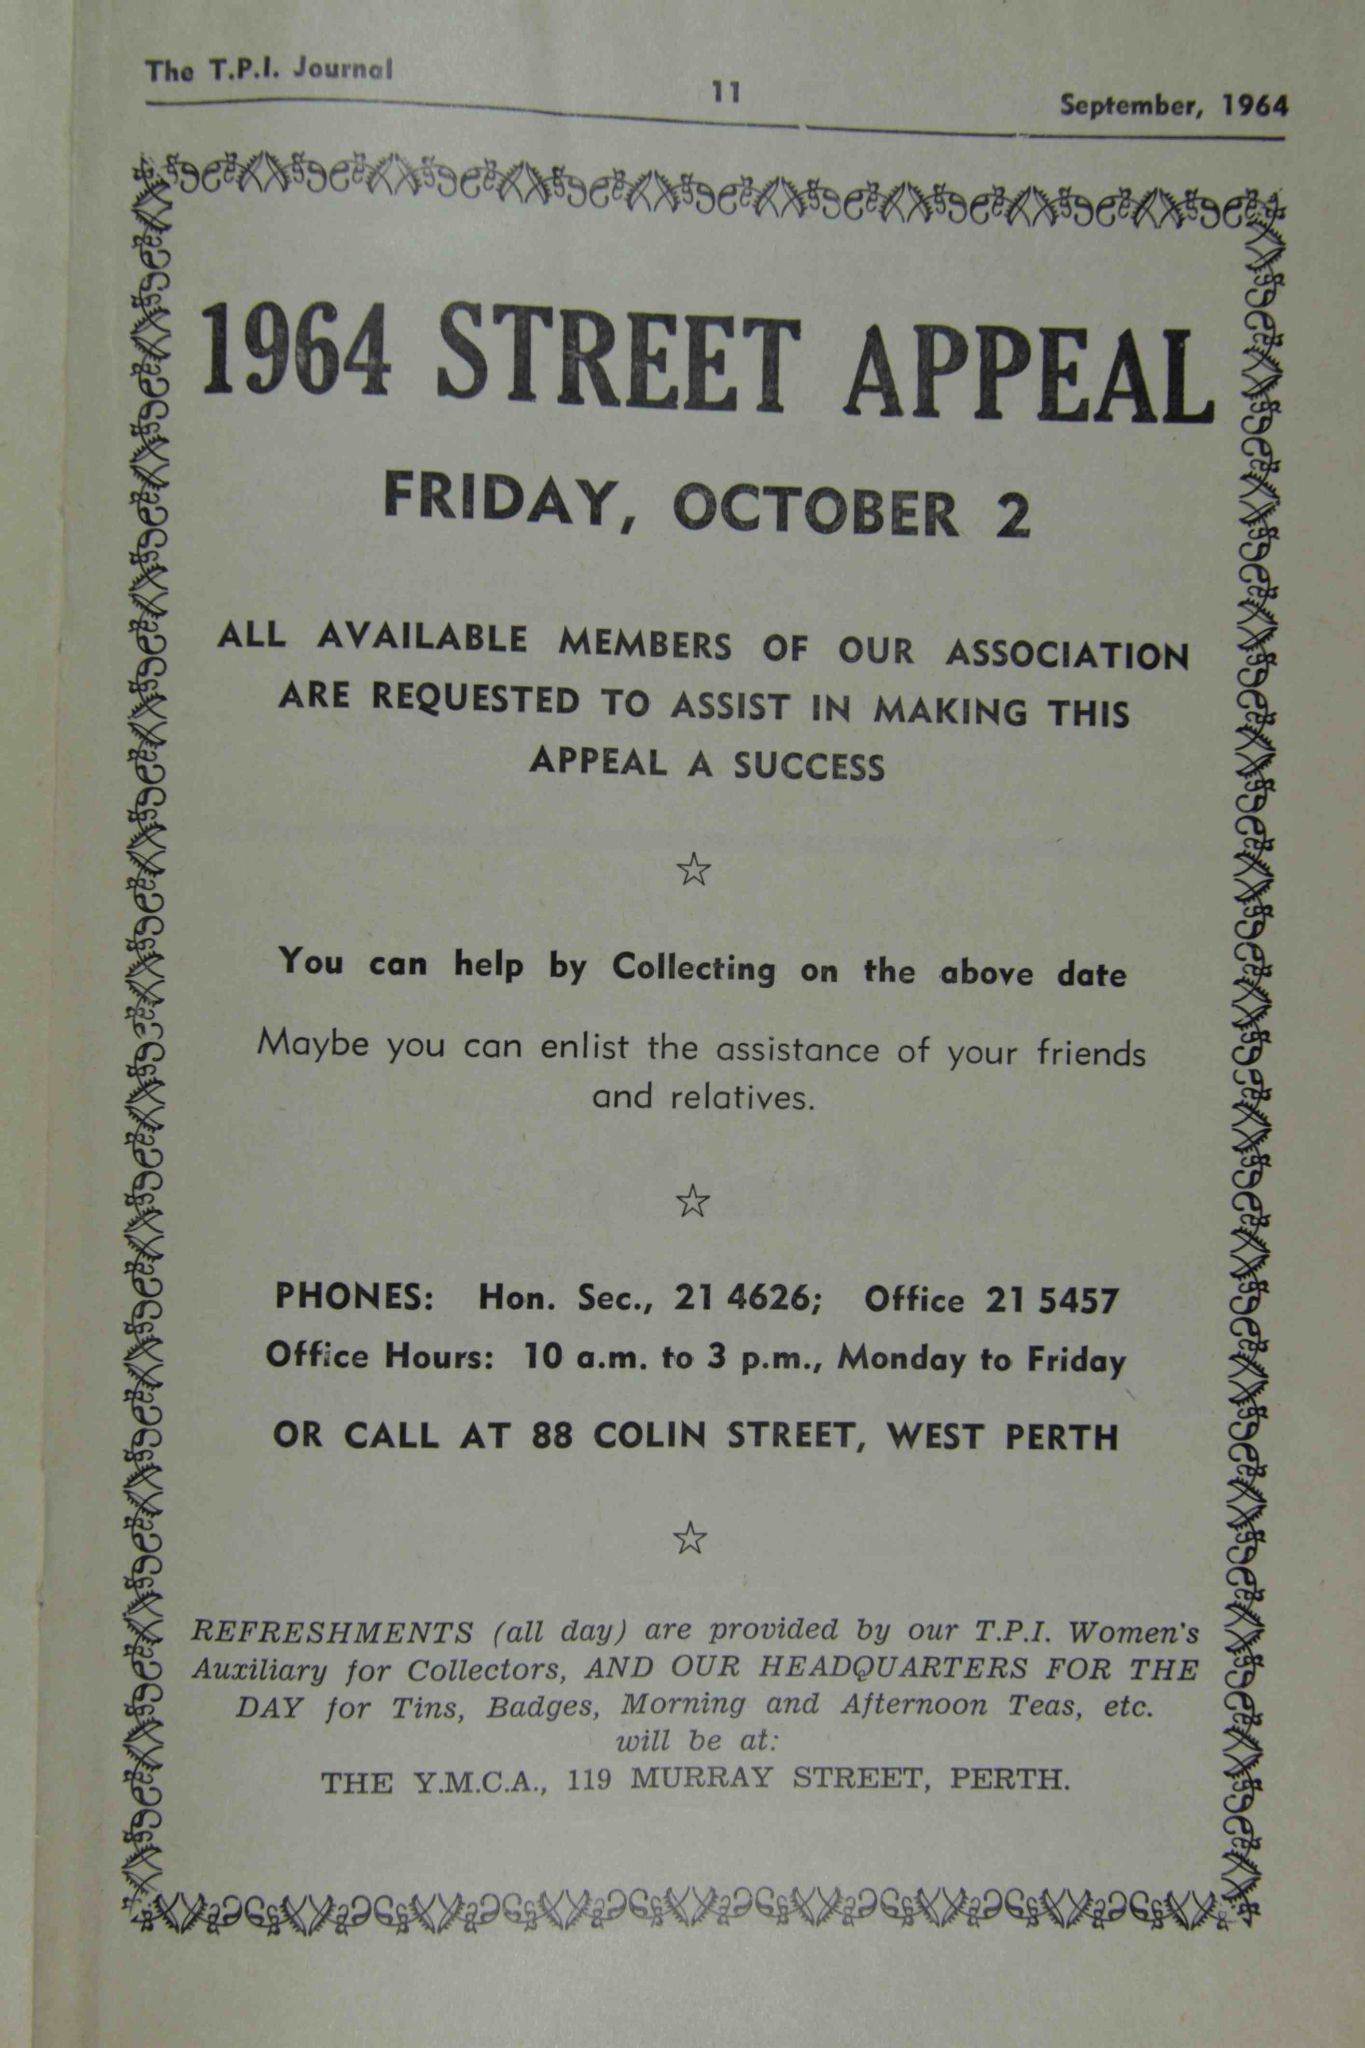 The T.P.I. Journal
11
September, 1964
1964 STREET APPEAL
FRIDAY, OCTOBER 2
ALL AVAILABLE MEMBERS OF OUR ASSOCIATION
ARE REQUESTED TO ASSIST IN MAKING THIS
APPEAL A SUCCESS
You can help by Collecting on the above date
Maybe you can enlist the assistance of your friends
and relatives.
PHONES: Hon. Sec., 21 4626; Office 21 5457
Office Hours: 10 a.m. to 3 p.m., Monday to Friday
OR CALL AT 88 COLIN STREET, WEST PERTH
REFRESHMENTS (all day) are provided by our T.P.I. Women's
Auxiliary for Collectors, AND OUR HEADQUARTERS FOR THE
DAY for Tins, Badges, Morning and Afternoon Teas, etc.
will be at:
THE Y.M.C.A., 119 MURRAY STREET, PERTH.